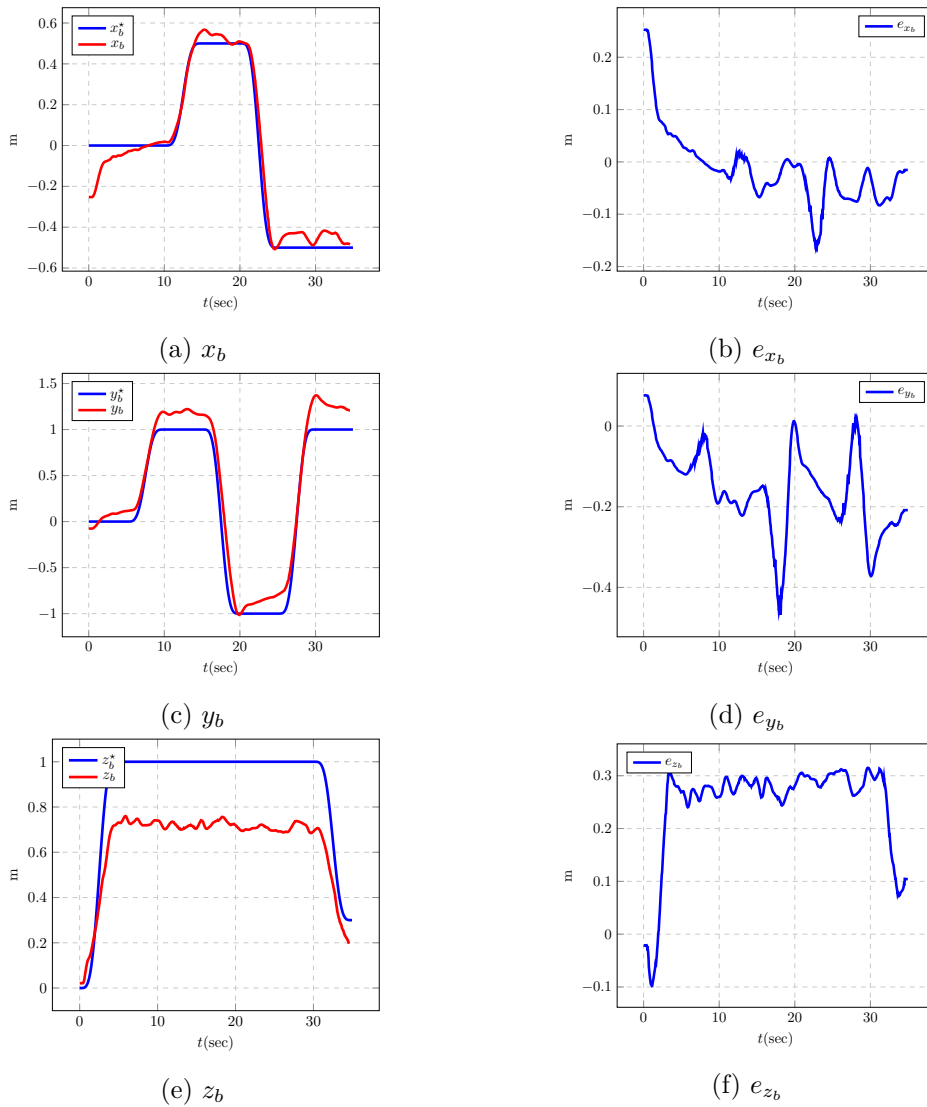 x_b^⋆
x_b
0.6
0.4
0.2
0
−0.2
−0.4
−0.6
m
0
10
20
30
t(sec)
(a) x_b
e_{x_b}
0.2
0.1
0
−0.1
−0.2
m
0
10
20
30
t(sec)
(b) e_{x_b}
y_b^⋆
y_b
1.5
1
0.5
0
−0.5
−1
m
0
10
20
30
t(sec)
(c) y_b
e_{y_b}
0
−0.2
−0.4
m
0
10
20
30
t(sec)
(d) e_{y_b}
z_b^⋆
z_b
1
0.8
0.6
0.4
0.2
0
m
0
10
20
30
t(sec)
(e) z_b
e_{z_b}
0.3
0.2
0.1
0
−0.1
m
0
10
20
30
t(sec)
(f) e_{z_b}